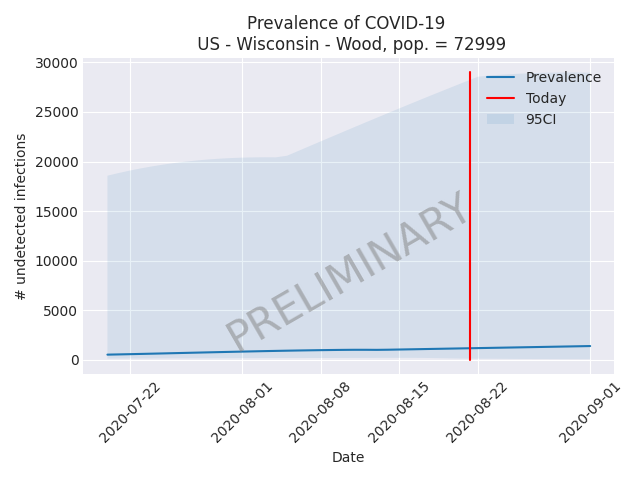 Prevalence of COVID-19
US - Wisconsin - Wood, pop. = 72999
30000
25000
20000
15000
10000
5000
0
# undetected infections
Prevalence
Today
95CI
PRELIMINARY
2020-07-22
2020-08-01
2020-08-08
2020-08-15
2020-08-22
2020-09-01
Date